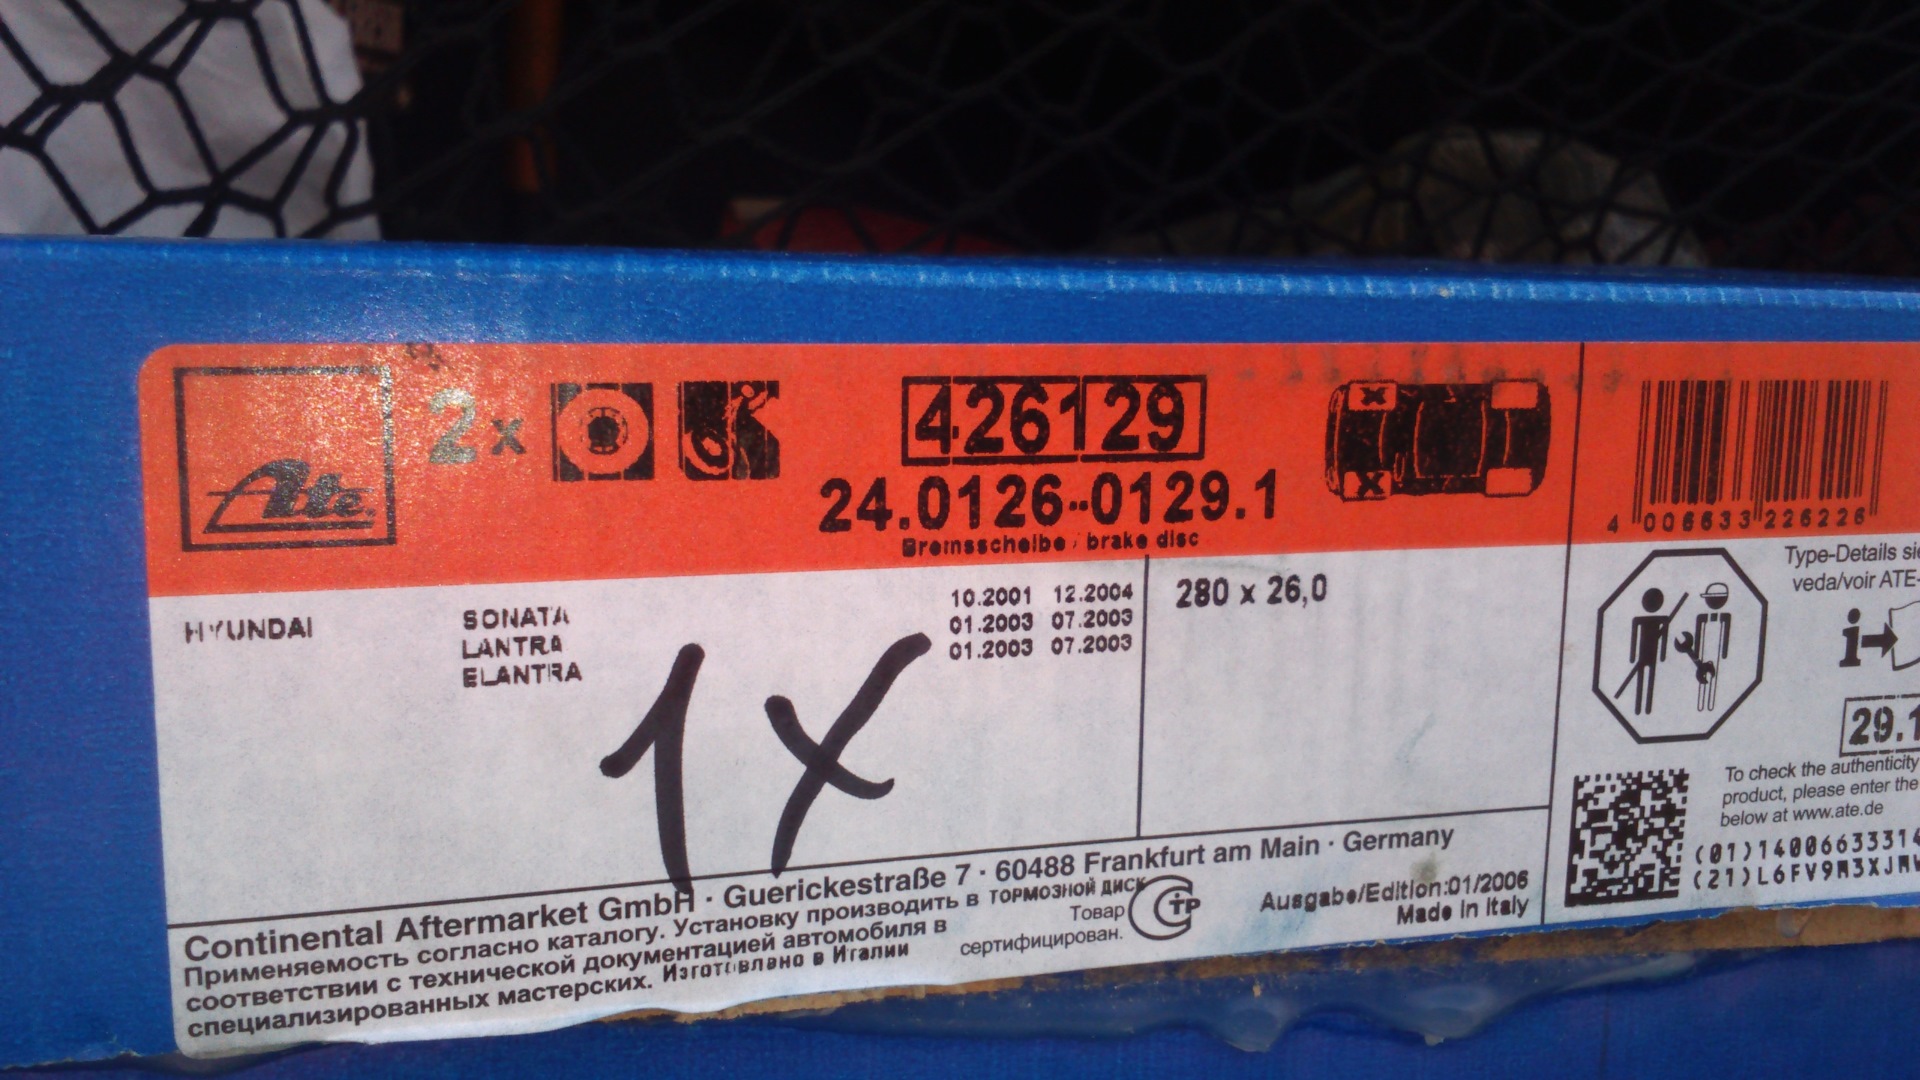 Ate
2x
426129
24.0126-0129.1
Bremsscheibe / brake disc
4 006633 226226
HYUNDAI
SONATA 10.2001 12.2004
LANTRA 01.2003 07.2003
ELANTRA 01.2003 07.2003
280 x 26,0
1x
Type-Details
veda/voir ATE-
i
29.1
To check the authenticity
product, please enter the
below at www.ate.de
(01)1400663331
(21)L6FV9M3XJM
Continental Aftermarket GmbH · Guerickestraße 7 · 60488 Frankfurt am Main · Germany
Применяемость согласно каталогу. Установку производить в
соответствии с технической документацией автомобиля в
специализированных мастерских. Изготовлено в Италии
ТОРМОЗНОЙ ДИСК
Товар
сертифицирован.
Ausgabe/Edition:01/2006
Made in Italy